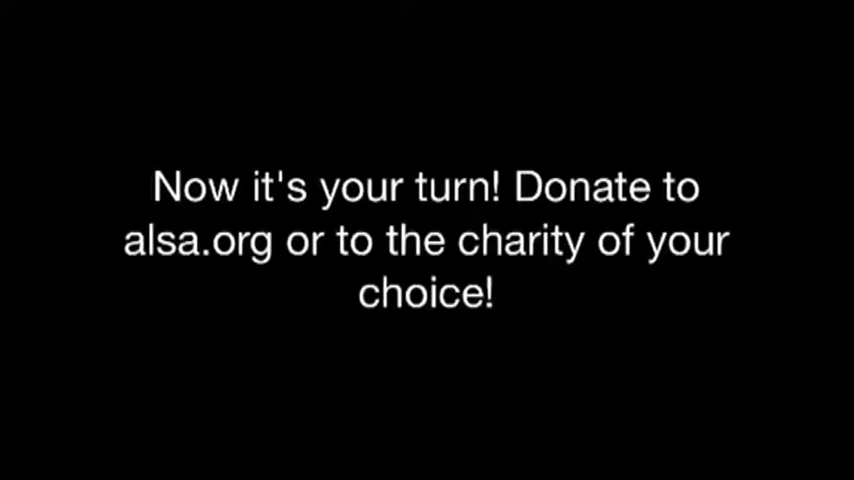 Now it's your turn! Donate to
alsa.org or to the charity of your
choice!